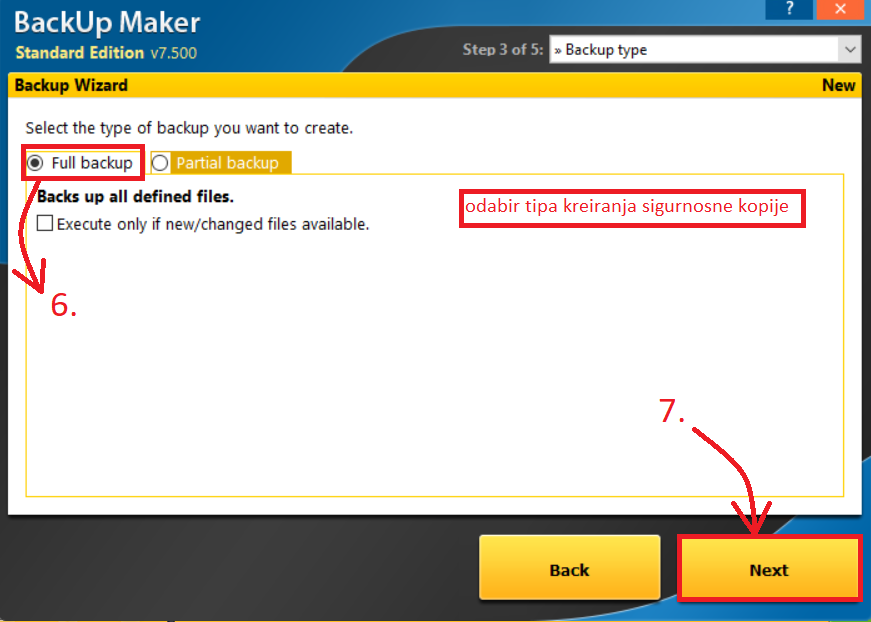 BackUp Maker
?
Standard Edition v7.500
Step 3 of 5: » Backup type
Backup Wizard New
Select the type of backup you want to create.
Full backup Partial backup
Backs up all defined files.
odabir tipa kreiranja sigurnosne kopije
Execute only if new/changed files available.
6.
7.
Back Next